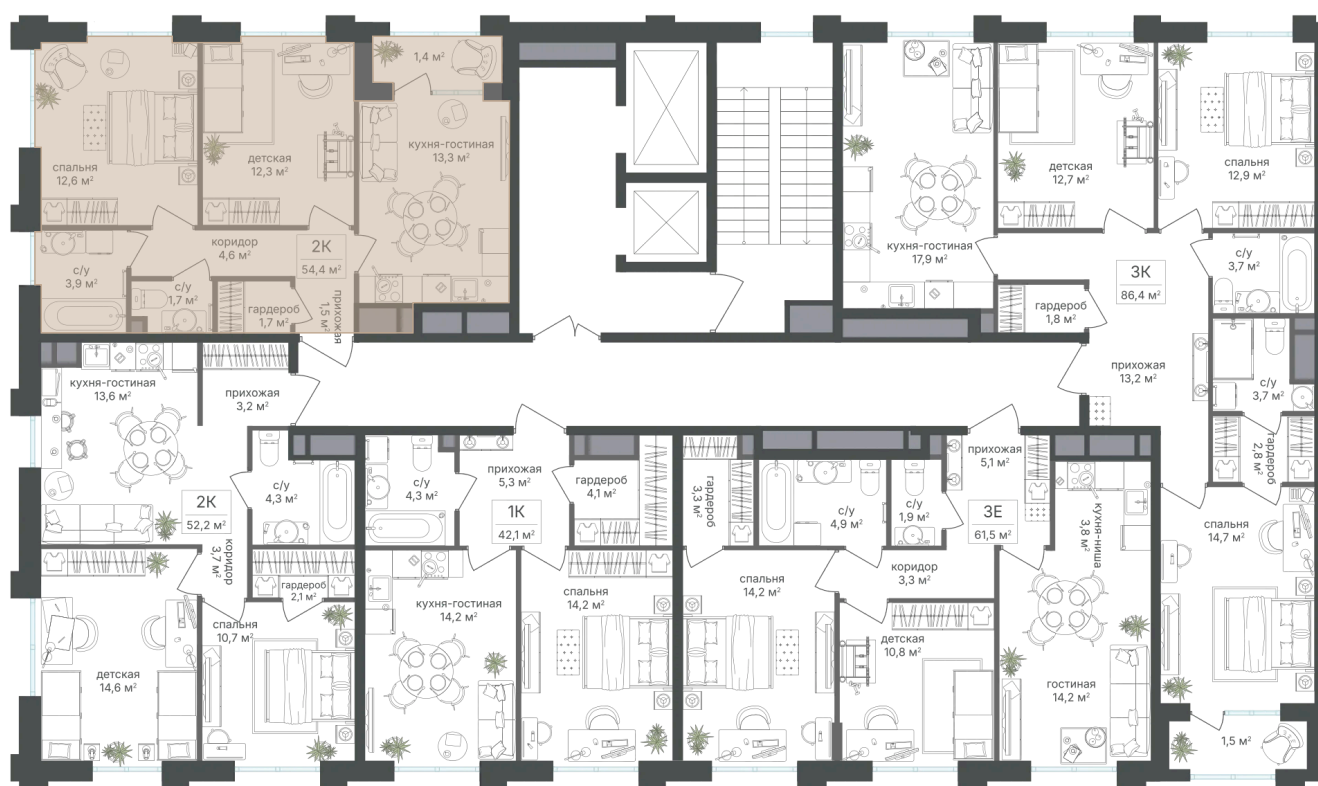 спальня
12,6 м²
детская
12,3 м²
1,4 м²
кухня-гостиная
13,3 м²
коридор
4,6 м²
2К
54,4 м²
с/у
3,9 м²
с/у
1,7 м²
гардероб
1,7 м²
прихожая
1,5 м²
кухня-гостиная
17,9 м²
детская
12,7 м²
спальня
12,9 м²
3К
86,4 м²
с/у
3,7 м²
гардероб
1,8 м²
прихожая
13,2 м²
с/у
3,7 м²
гардероб
2,8 м²
спальня
14,7 м²
1,5 м²
кухня-гостиная
13,6 м²
прихожая
3,2 м²
2К
52,2 м²
с/у
4,3 м²
коридор
3,7 м²
гардероб
2,1 м²
спальня
10,7 м²
детская
14,6 м²
с/у
4,3 м²
прихожая
5,3 м²
1К
42,1 м²
гардероб
4,1 м²
кухня-гостиная
14,2 м²
спальня
14,2 м²
гардероб
3,3 м²
с/у
4,9 м²
с/у
1,9 м²
прихожая
5,1 м²
3Е
61,5 м²
кухня-ниша
3,8 м²
коридор
3,3 м²
спальня
14,2 м²
детская
10,8 м²
гостиная
14,2 м²